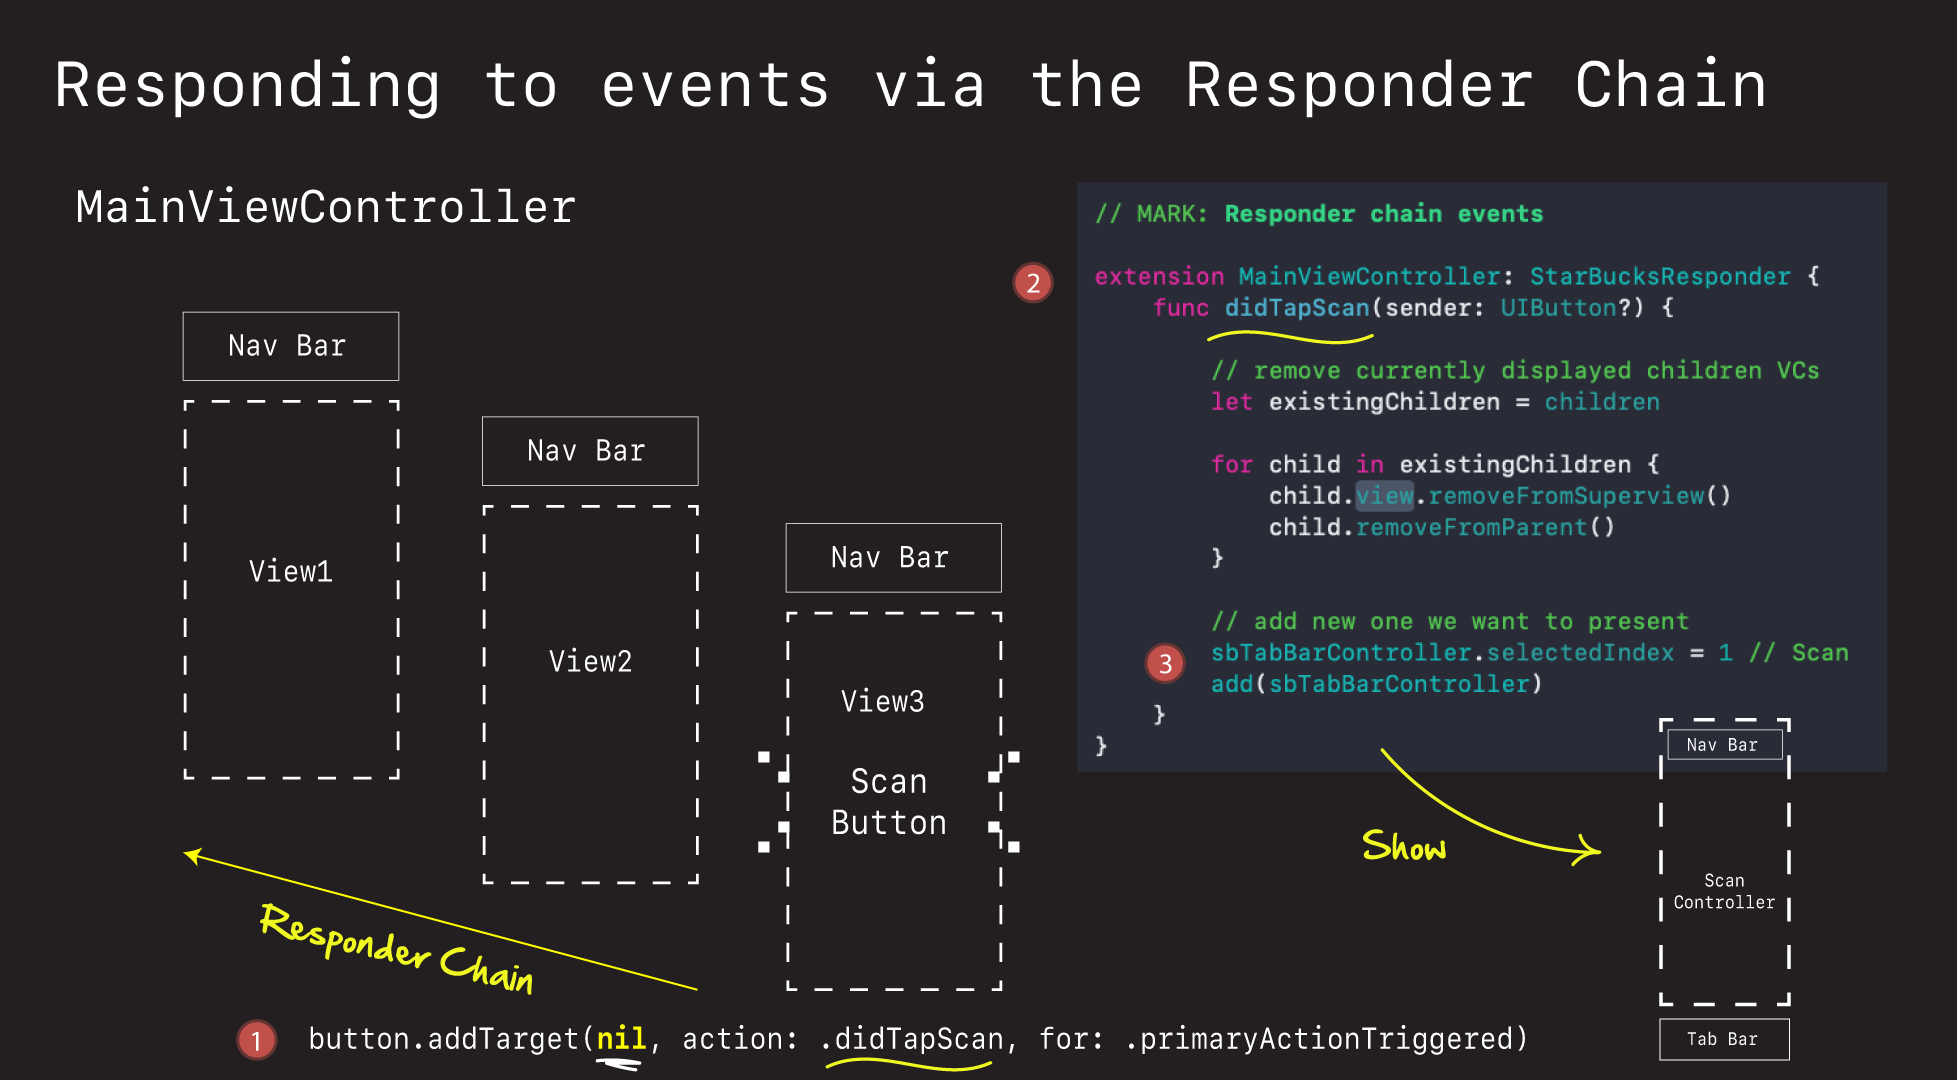 Responding to events via the Responder Chain
MainViewController
Nav Bar
View1
Nav Bar
View2
Nav Bar
View3
Scan
Button
Responder Chain
1
button.addTarget(nil, action: .didTapScan, for: .primaryActionTriggered)
2
// MARK: Responder chain events
extension MainViewController: StarBucksResponder {
func didTapScan(sender: UIButton?) {
// remove currently displayed children VCs
let existingChildren = children
for child in existingChildren {
child.view.removeFromSuperview()
child.removeFromParent()
}
// add new one we want to present
3
sbTabBarController.selectedIndex = 1 // Scan
add(sbTabBarController)
}
}
Show
Nav Bar
Scan
Controller
Tab Bar